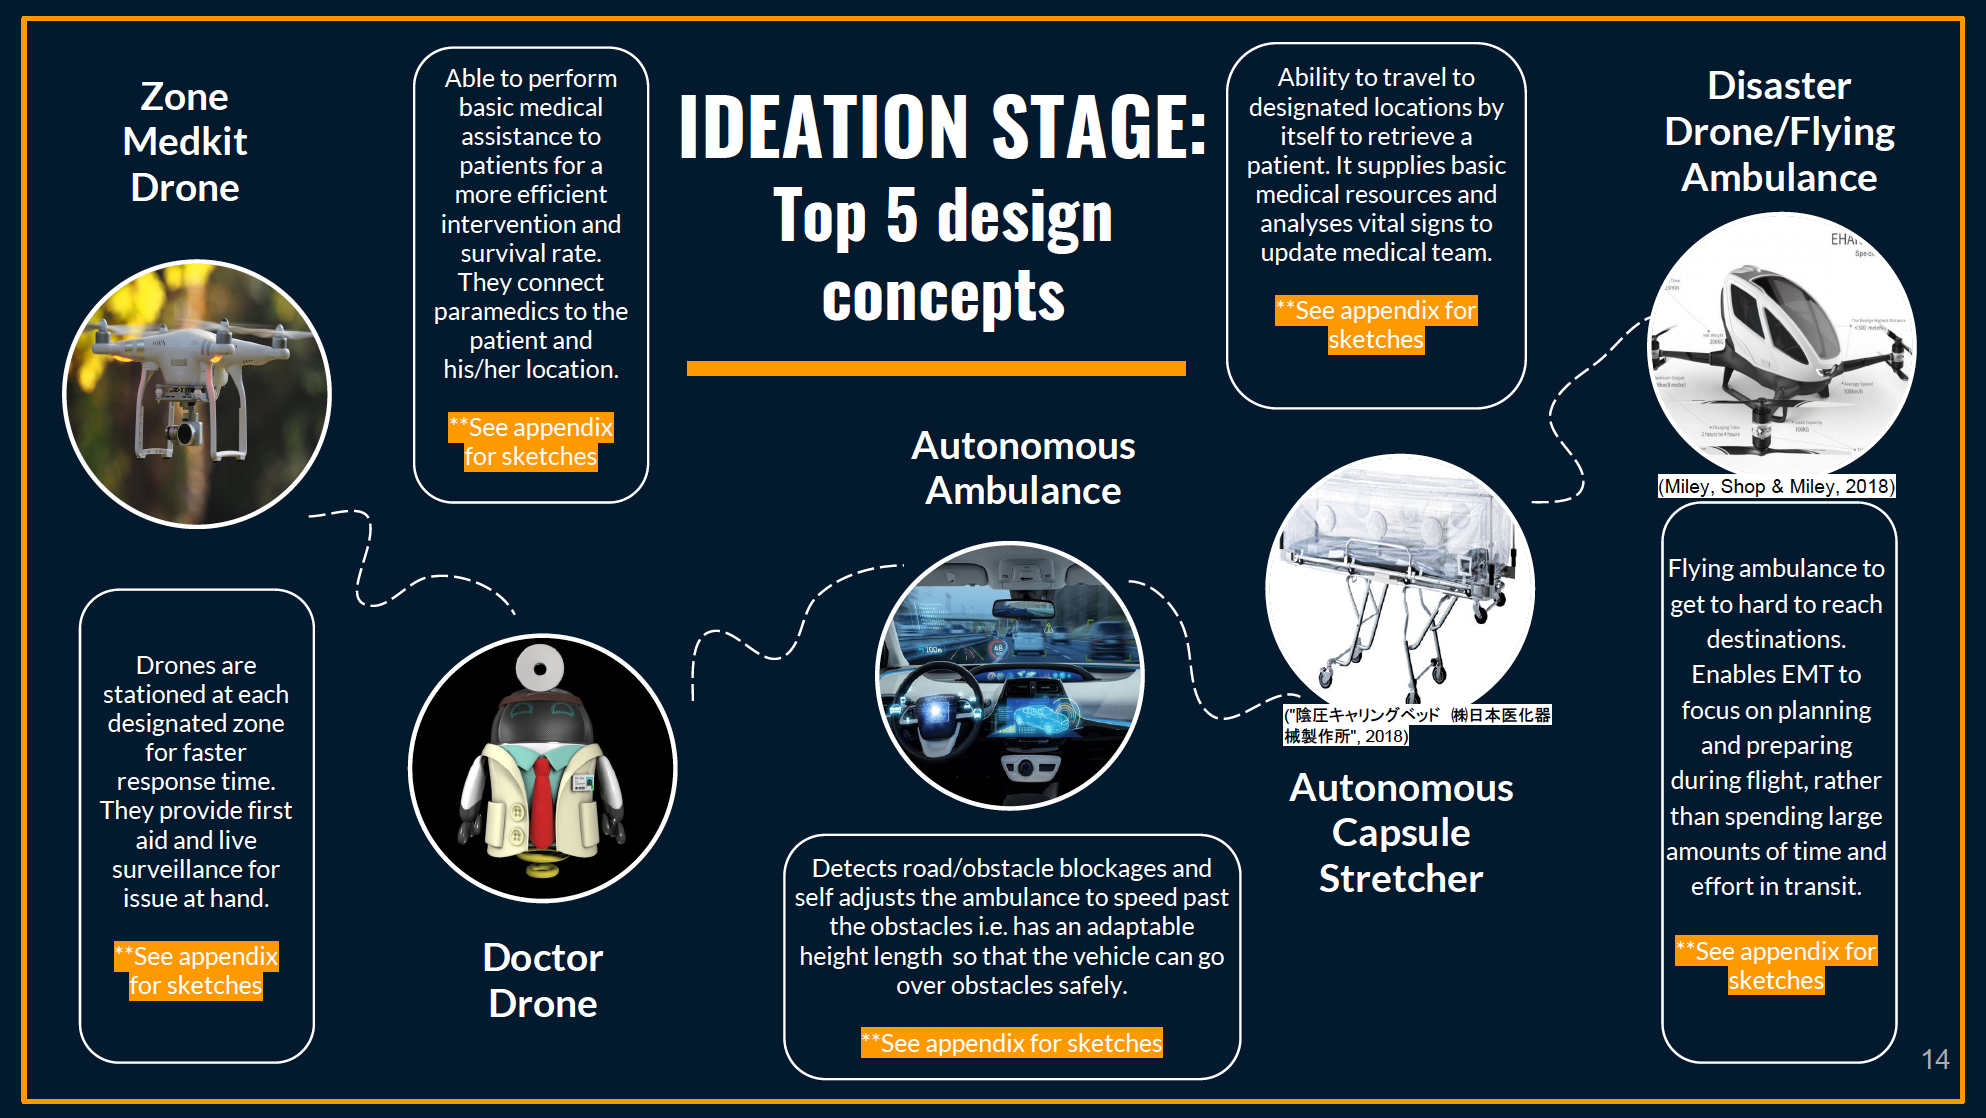 IDEATION STAGE:
Top 5 design
concepts
Zone
Medkit
Drone
Drones are
stationed at each
designated zone
for faster
response time.
They provide first
aid and live
surveillance for
issue at hand.
**See appendix
for sketches
Able to perform
basic medical
assistance to
patients for a
more efficient
intervention and
survival rate.
They connect
paramedics to the
patient and
his/her location.
**See appendix
for sketches
Doctor
Drone
Autonomous
Ambulance
100m
48
Detects road/obstacle blockages and
self adjusts the ambulance to speed past
the obstacles i.e. has an adaptable
height length so that the vehicle can go
over obstacles safely.
**See appendix for sketches
Ability to travel to
designated locations by
itself to retrieve a
patient. It supplies basic
medical resources and
analyses vital signs to
update medical team.
**See appendix for
sketches
("陰圧キャリングベッド ㈱日本医化器
械製作所", 2018)
Autonomous
Capsule
Stretcher
Disaster
Drone/Flying
Ambulance
(Miley, Shop & Miley, 2018)
Flying ambulance to
get to hard to reach
destinations.
Enables EMT to
focus on planning
and preparing
during flight, rather
than spending large
amounts of time and
effort in transit.
**See appendix for
sketches
14